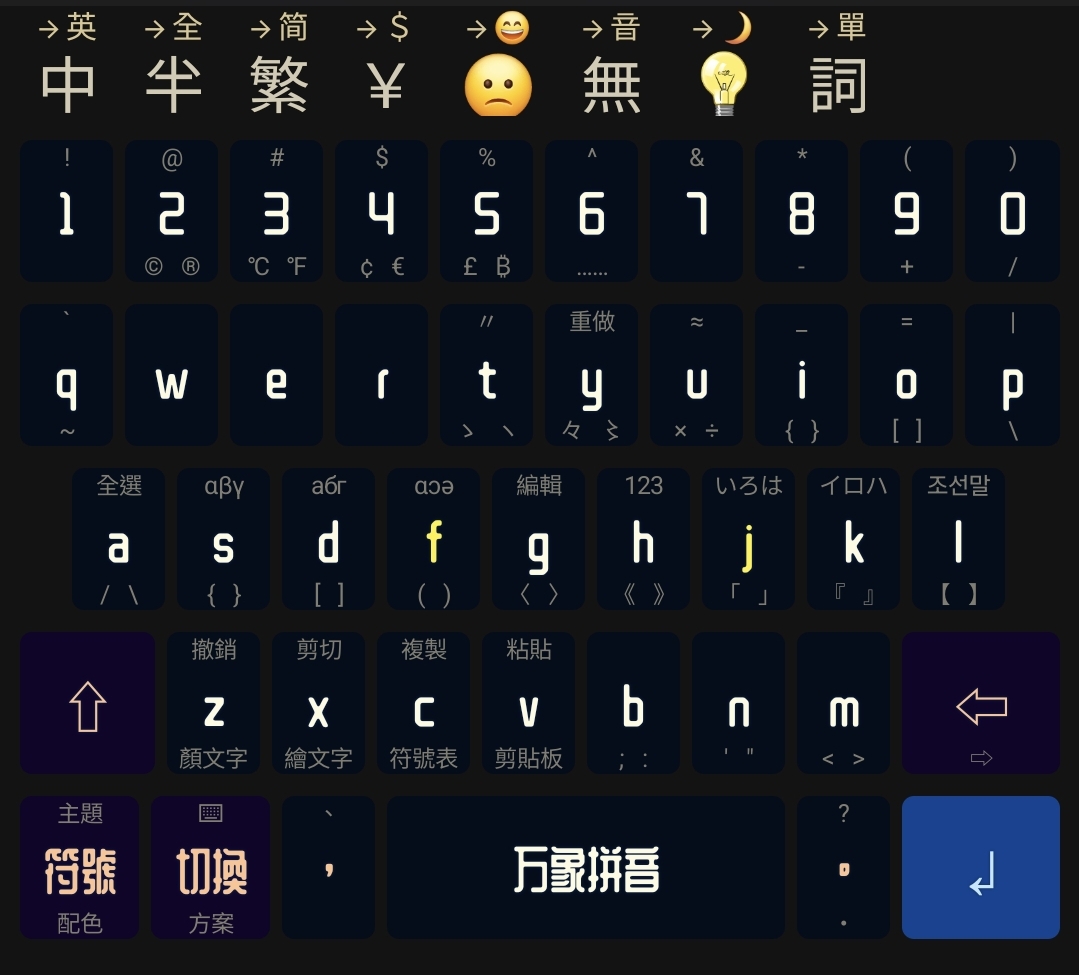 →英 →全 →简 →$ →😄 →音 →🌙 →單
中 半 繁 ¥ 🙁 無 💡 詞
! @ # $ % ^ & * ( )
1 2 3 4 5 6 7 8 9 0
© ® ℃ ℉ ¢ € £ ₿ …… - + /
` 〃 重做 ≈ _ = |
q w e r t y u i o p
~ ゝ ヽ 々 〻 × ÷ { } [ ] \
全選 αβγ абг ɑɔə 編輯 123 いろは イロハ 조선말
a s d f g h j k l
/ \ { } [ ] ( ) 〈 〉 《 》 「 」 『 』 【 】
撤銷 剪切 複製 粘貼
⇧ z x c v b n m ⇦
顏文字 繪文字 符號表 剪貼板 ; : ' " < > ⇨
主題 ⌨ 、 ?
符號 切換 , 万象拼音 。 ↲
配色 方案 .